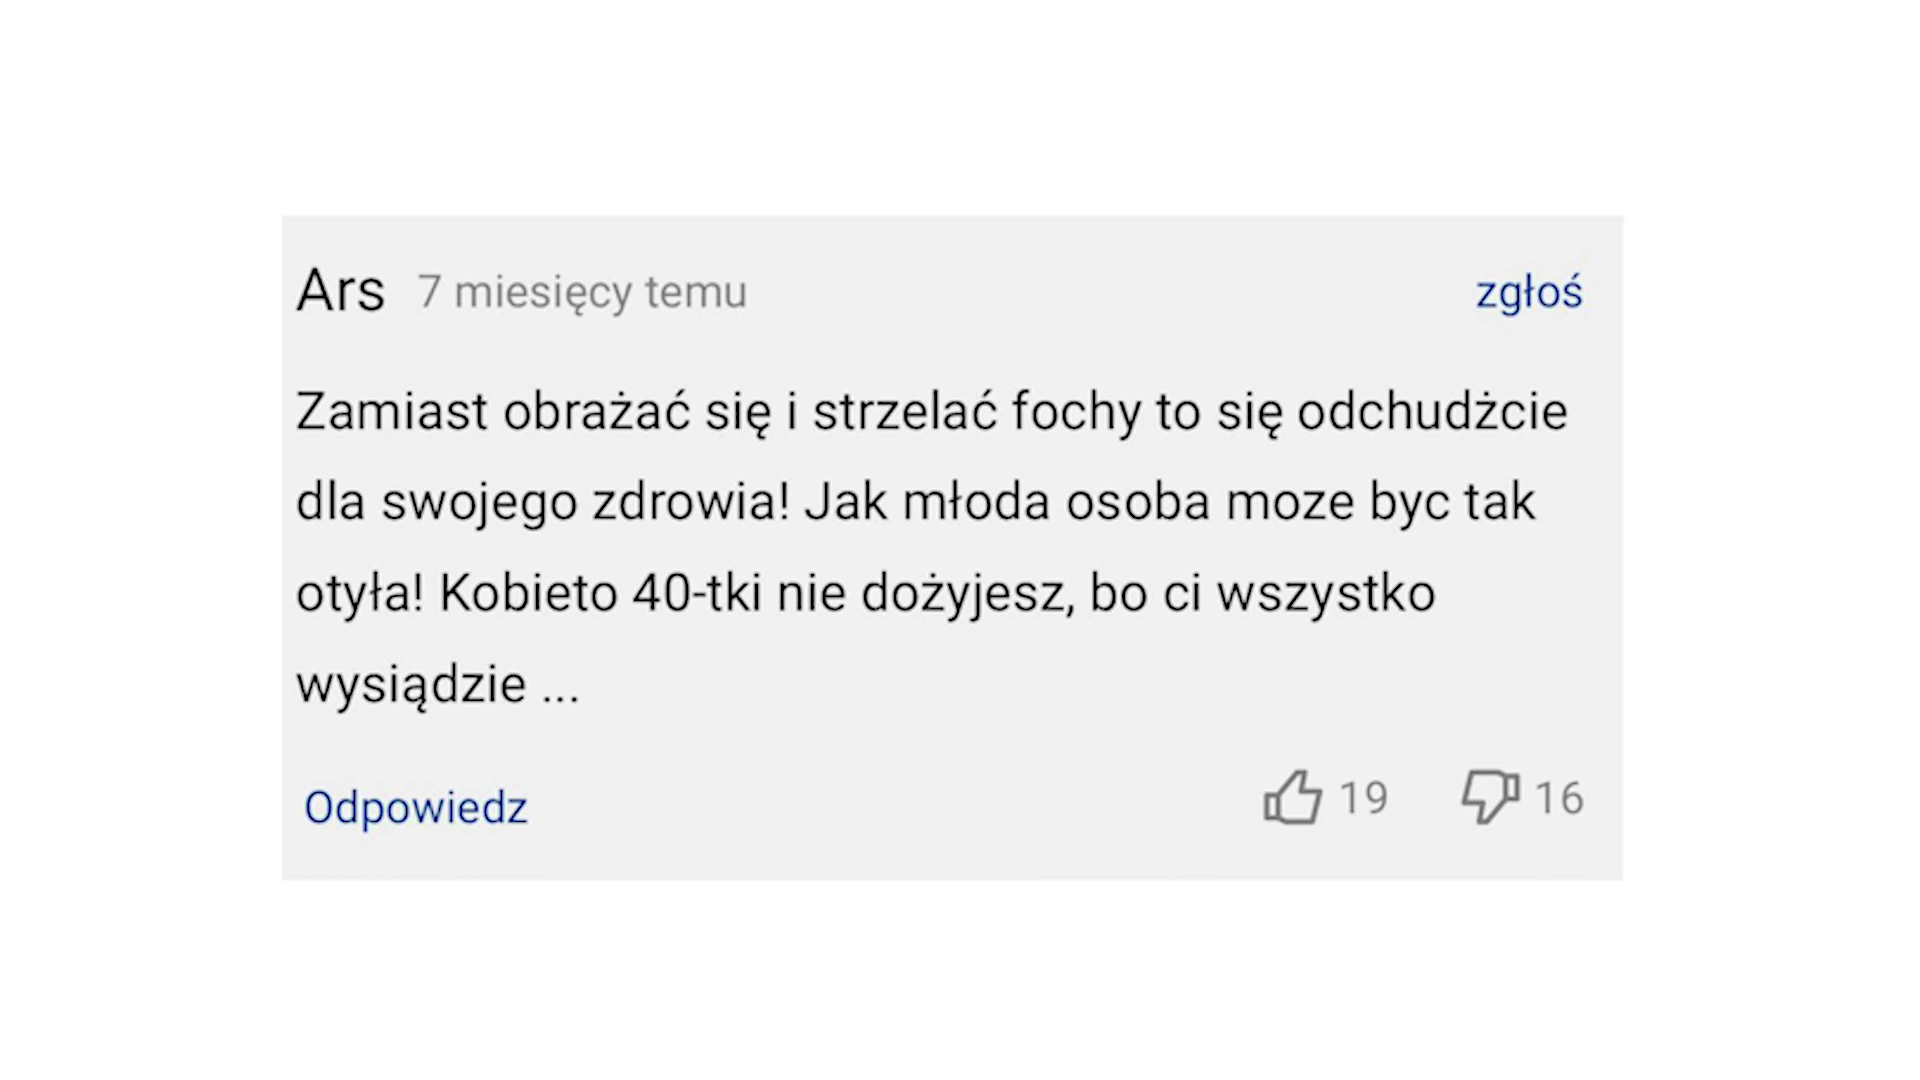 Ars 7 miesięcy temu zgłoś
Zamiast obrażać się i strzelać fochy to się odchudżcie
dla swojego zdrowia! Jak młoda osoba moze byc tak
otyła! Kobieto 40-tki nie dożyjesz, bo ci wszystko
wysiądzie ...
Odpowiedz 19 16